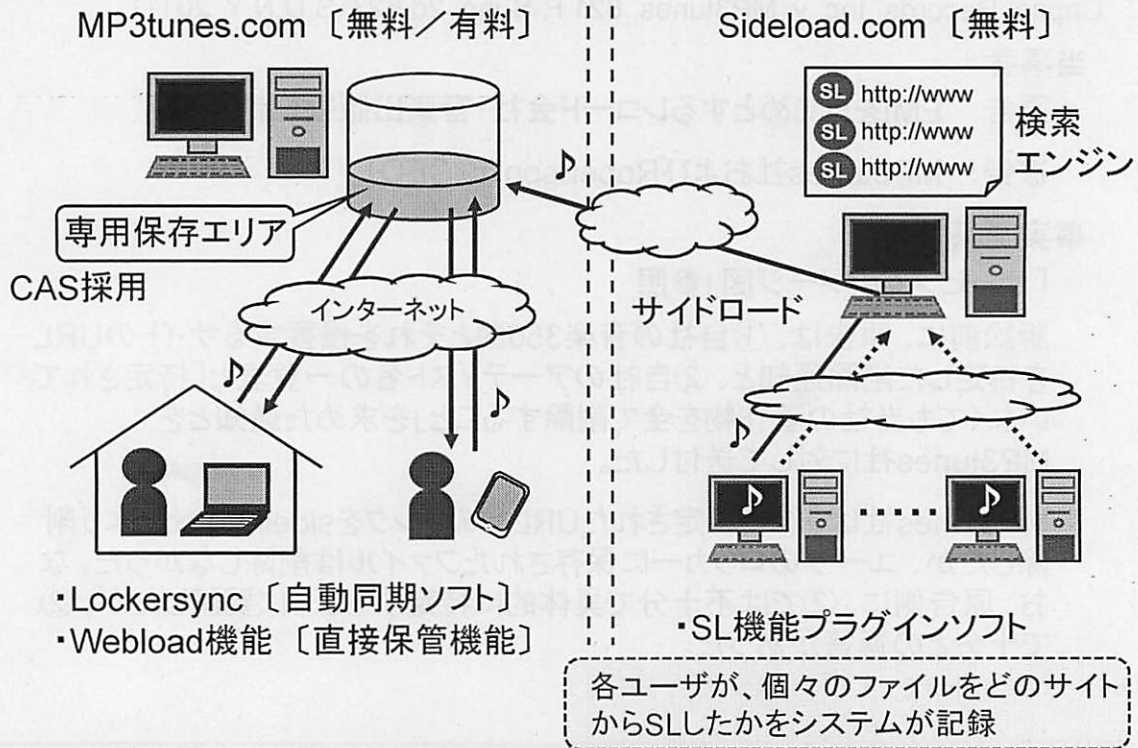 MP3tunes.com〔無料／有料〕
専用保存エリア
CAS採用
インターネット
・Lockersync〔自動同期ソフト〕
・Webload機能〔直接保管機能〕
Sideload.com〔無料〕
SL http://www
SL http://www
SL http://www
検索
エンジン
サイドロード
・SL機能プラグインソフト
各ユーザが、個々のファイルをどのサイト
からSLしたかをシステムが記録